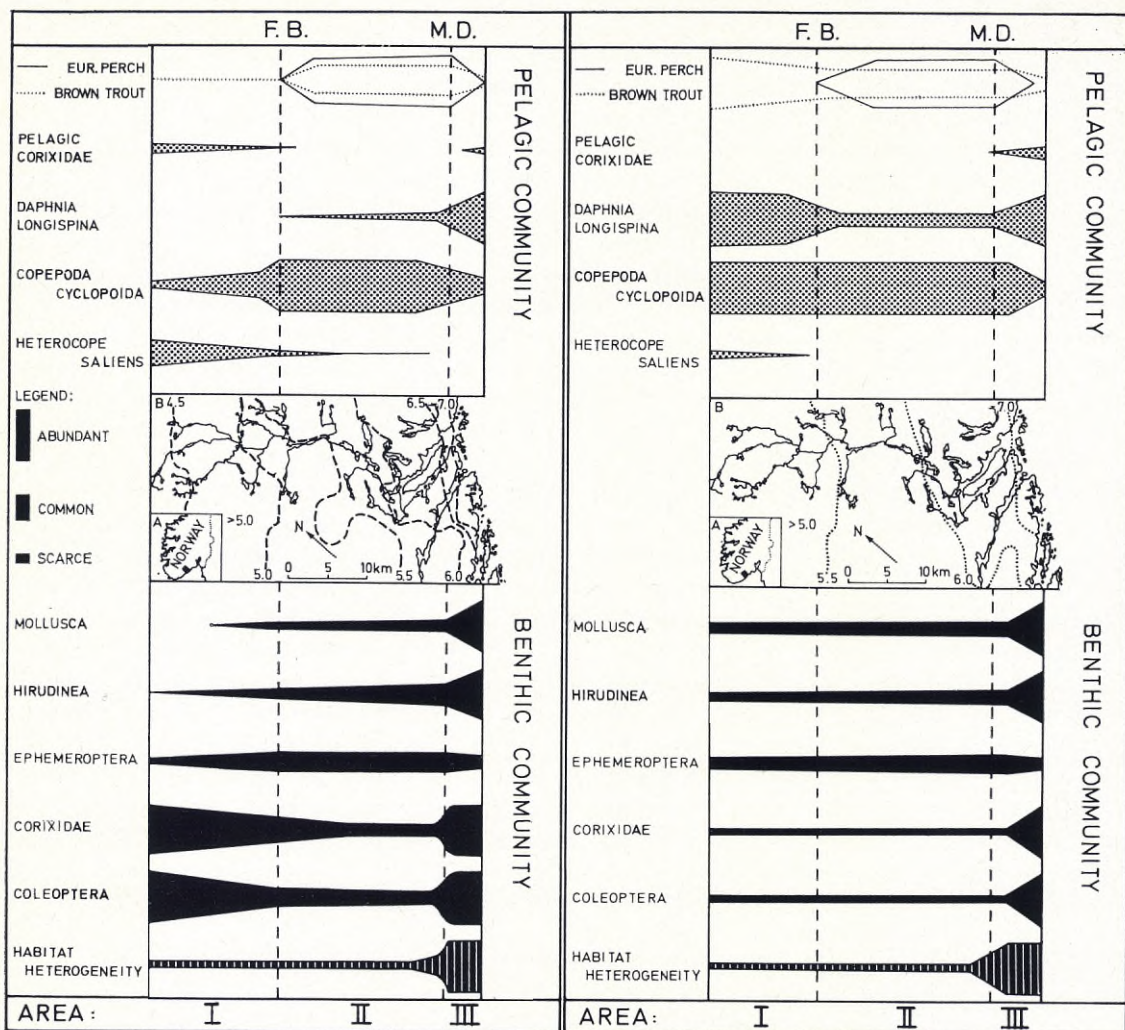 F. B. M. D.
EUR. PERCH
BROWN TROUT
PELAGIC
CORIXIDAE
DAPHNIA
LONGISPINA
COPEPODA
CYCLOPOIDA
HETEROCOPE
SALIENS
PELAGIC COMMUNITY
LEGEND:
ABUNDANT
COMMON
SCARCE
B 4.5 6.5 7.0
A
NORWAY
>5.0
N
5.0 0 5 10km 5.5 6.0
MOLLUSCA
HIRUDINEA
EPHEMEROPTERA
CORIXIDAE
COLEOPTERA
HABITAT
HETEROGENEITY
BENTHIC COMMUNITY
AREA: I II III
F. B. M. D.
EUR. PERCH
BROWN TROUT
PELAGIC
CORIXIDAE
DAPHNIA
LONGISPINA
COPEPODA
CYCLOPOIDA
HETEROCOPE
SALIENS
PELAGIC COMMUNITY
B 7.0
A
NORWAY
>5.0
N
5.5 0 5 10km 6.0
MOLLUSCA
HIRUDINEA
EPHEMEROPTERA
CORIXIDAE
COLEOPTERA
HABITAT
HETEROGENEITY
BENTHIC COMMUNITY
AREA: I II III